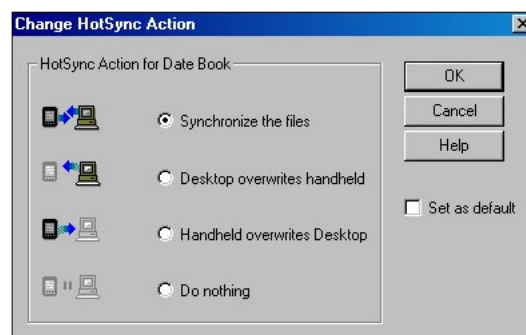 Change HotSync Action
HotSync Action for Date Book
Synchronize the files
Desktop overwrites handheld
Handheld overwrites Desktop
Do nothing
OK
Cancel
Help
Set as default